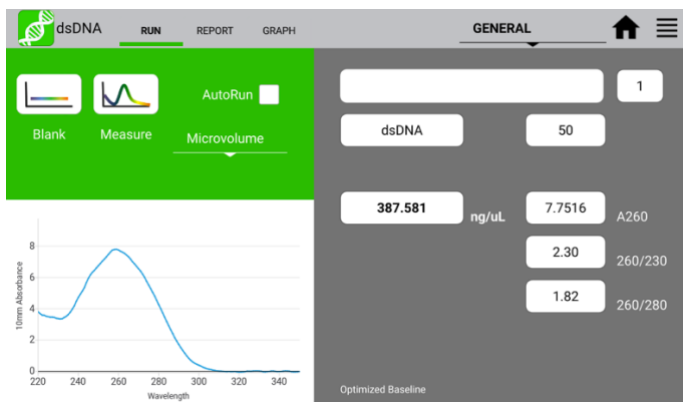 dsDNA RUN REPORT GRAPH GENERAL
AutoRun
Blank Measure Microvolume
1
dsDNA 50
387.581 ng/uL 7.7516 A260
2.30 260/230
1.82 260/280
10mm Absorbance
8
6
4
2
0
220 240 260 280 300 320 340
Wavelength
Optimized Baseline